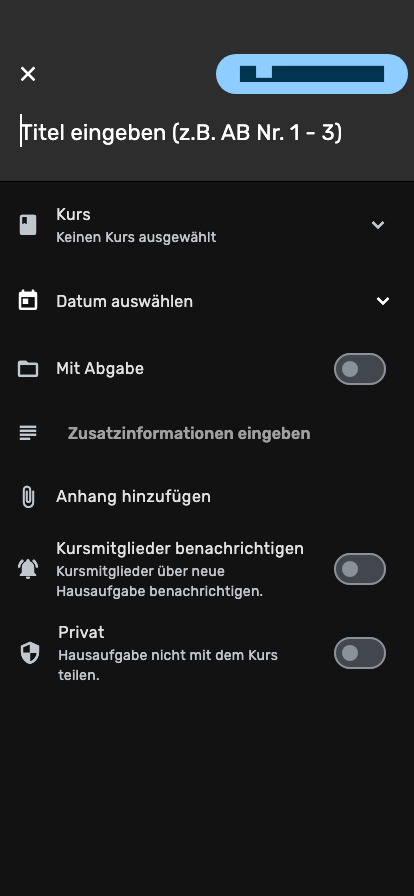 Titel eingeben (z.B. AB Nr. 1 - 3)
Kurs
Keinen Kurs ausgewählt
Datum auswählen
Mit Abgabe
Zusatzinformationen eingeben
Anhang hinzufügen
Kursmitglieder benachrichtigen
Kursmitglieder über neue
Hausaufgabe benachrichtigen.
Privat
Hausaufgabe nicht mit dem Kurs
teilen.